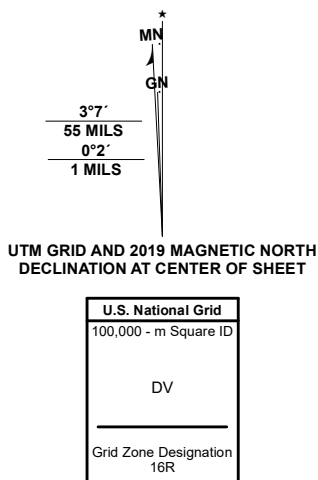 MN
GN
3°7´
55 MILS
0°2´
1 MILS
UTM GRID AND 2019 MAGNETIC NORTH
DECLINATION AT CENTER OF SHEET
U.S. National Grid
100,000 - m Square ID
DV
Grid Zone Designation
16R